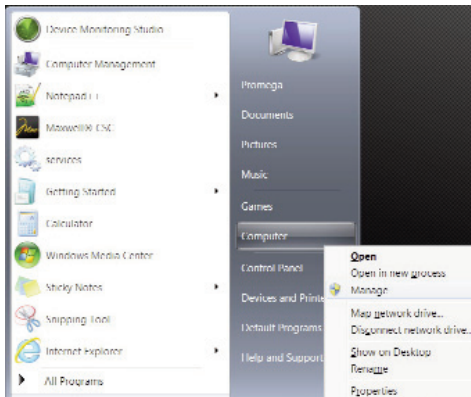 Device Monitoring Studio
Computer Management
Notepad++
Maxwell® CSC
services
Getting Started
Calculator
Windows Media Center
Sticky Notes
Snipping Tool
Internet Explorer
All Programs
Promega
Documents
Pictures
Music
Games
Computer
Control Panel
Devices and Printe
Default Programs
Help and Support
Open
Open in new process
Manage
Map network drive...
Disconnect network drive...
Show on Desktop
Rename
Properties